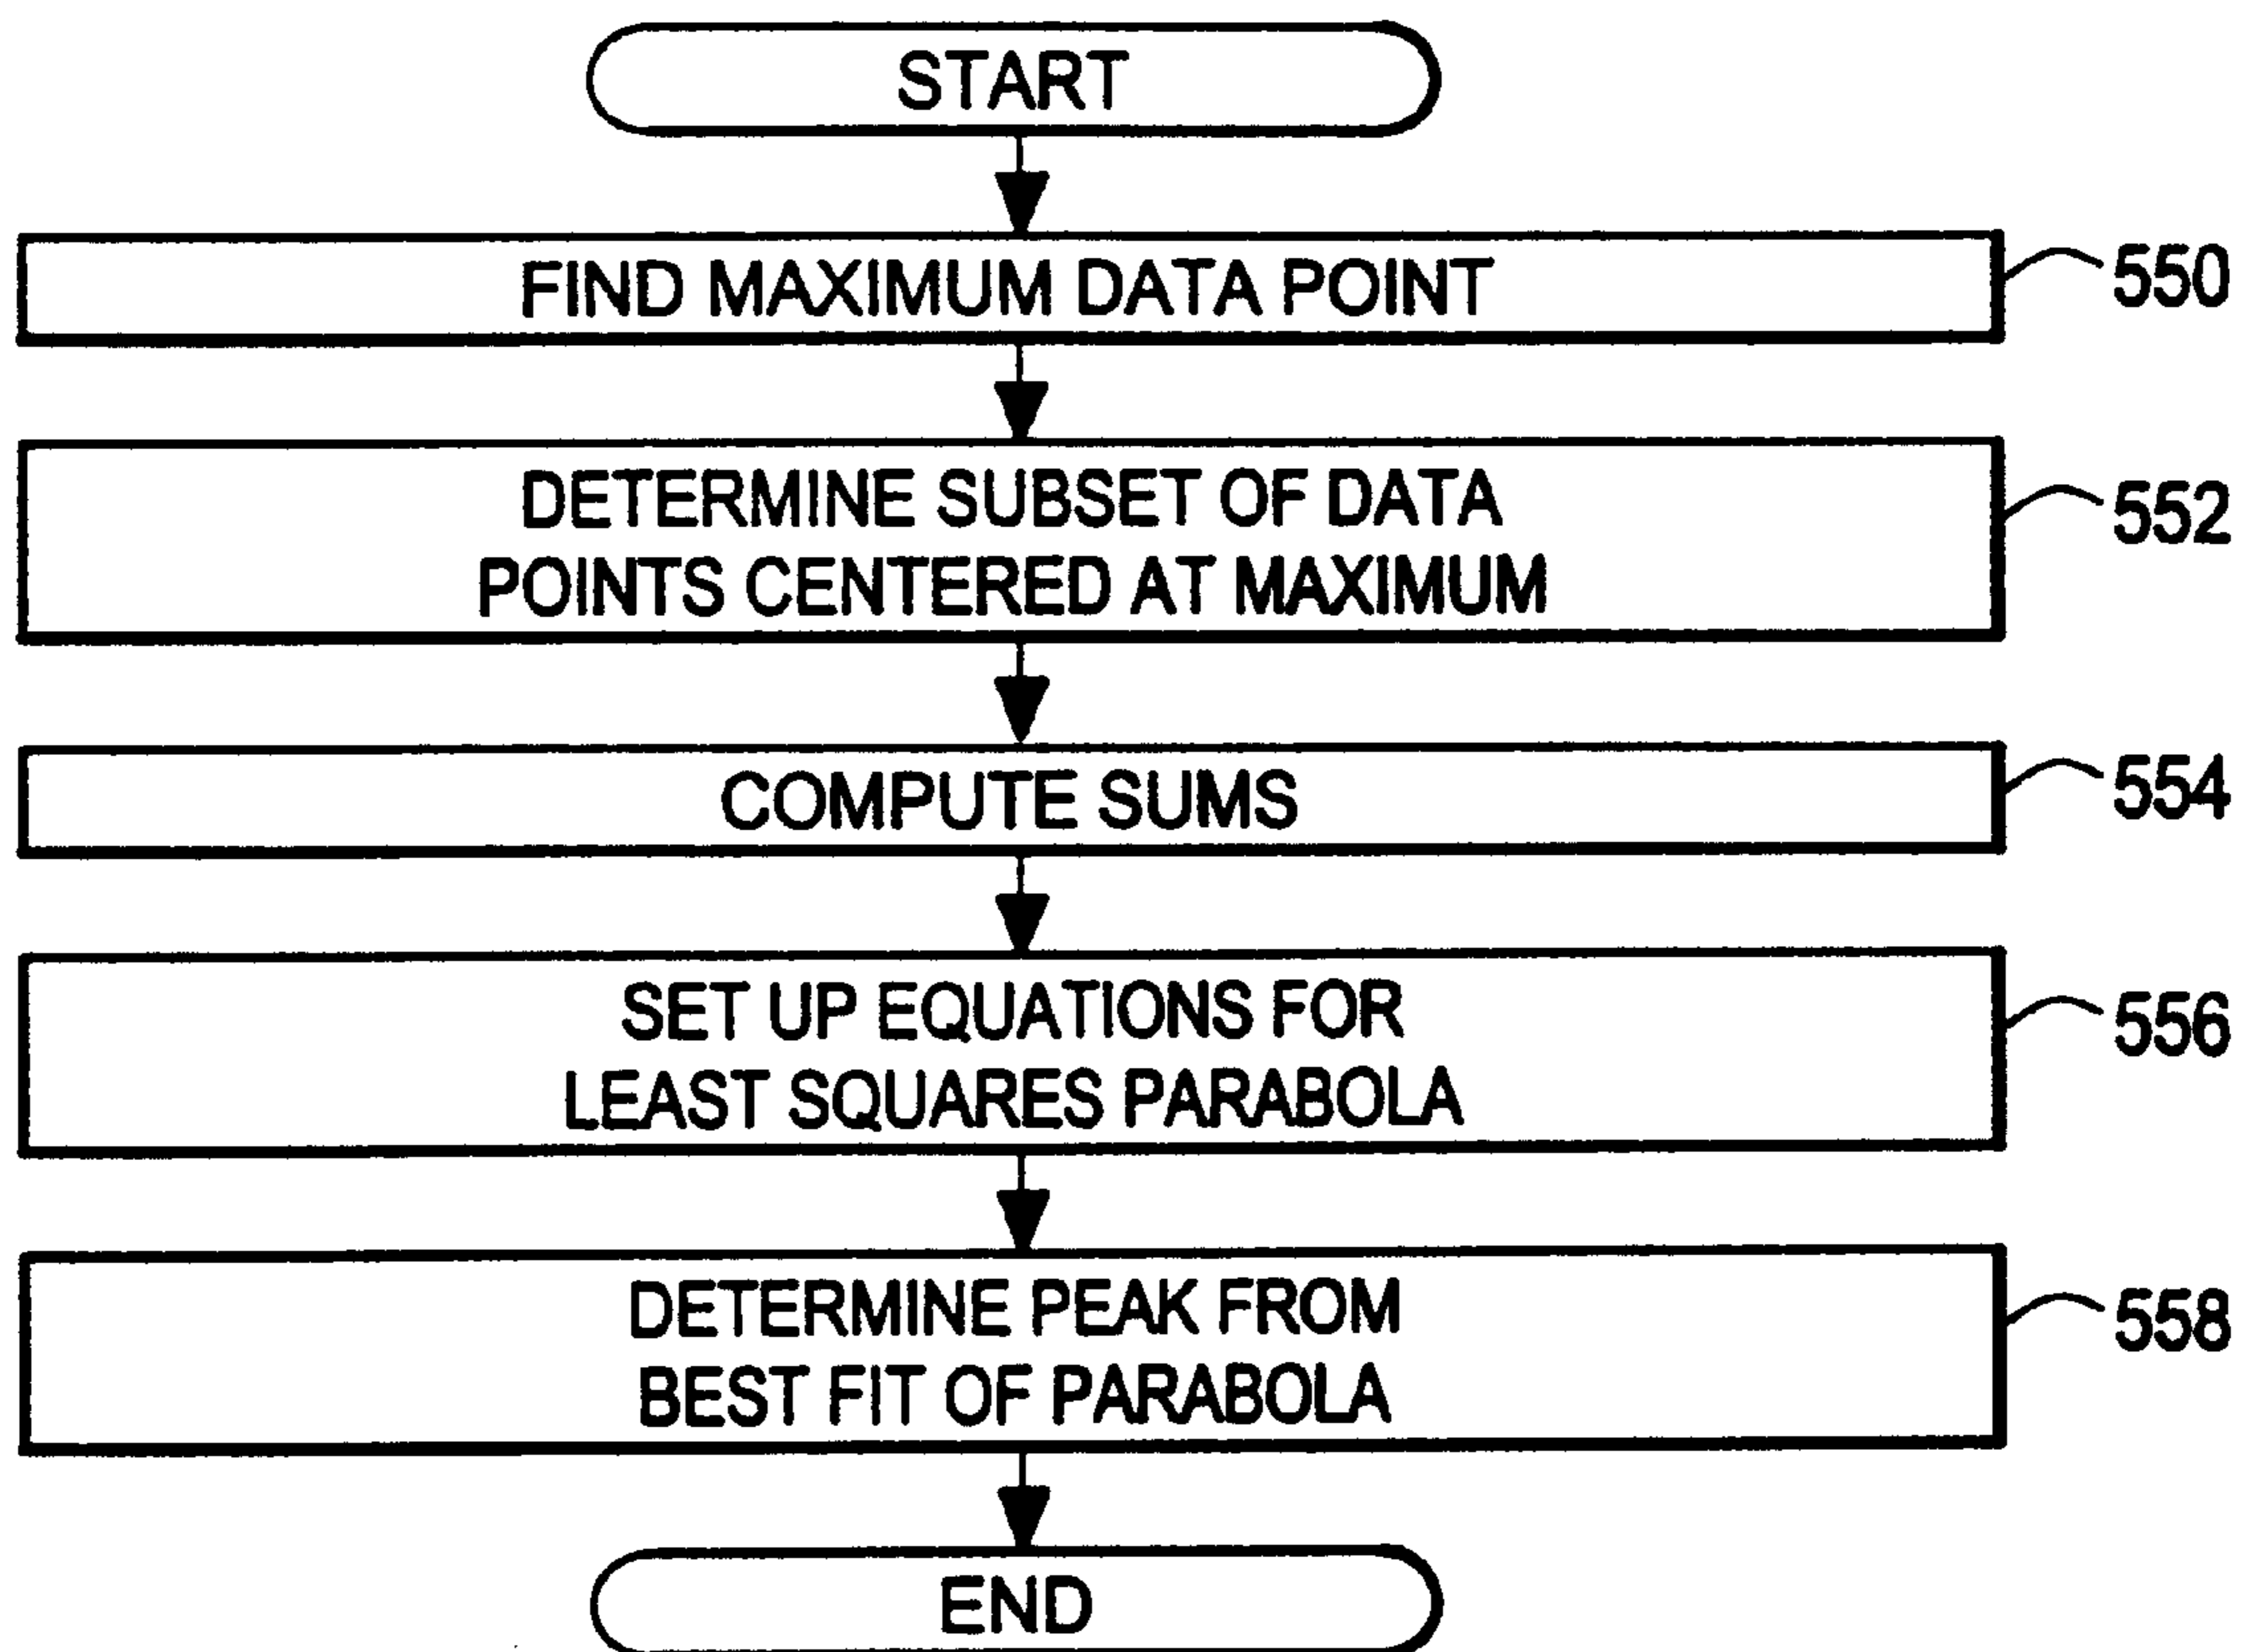 START
FIND MAXIMUM DATA POINT
550
DETERMINE SUBSET OF DATA
POINTS CENTERED AT MAXIMUM
552
COMPUTE SUMS
554
SET UP EQUATIONS FOR
LEAST SQUARES PARABOLA
556
DETERMINE PEAK FROM
BEST FIT OF PARABOLA
558
END